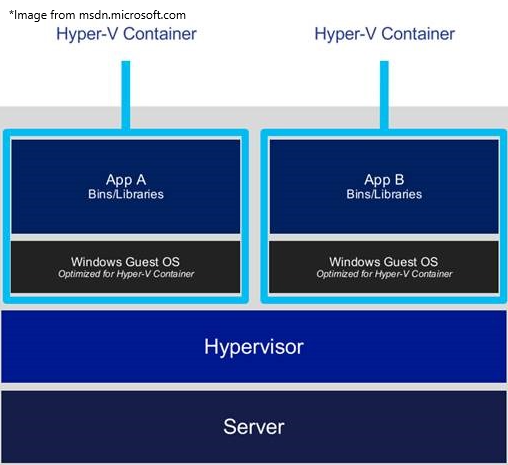 *Image from msdn.microsoft.com
Hyper-V Container
Hyper-V Container
App A
Bins/Libraries
App B
Bins/Libraries
Windows Guest OS
Optimized for Hyper-V Container
Windows Guest OS
Optimized for Hyper-V Container
Hypervisor
Server